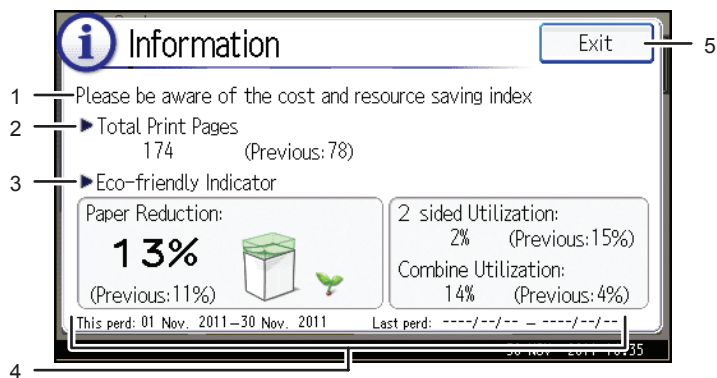 Information
Exit
5
1
Please be aware of the cost and resource saving index
2
Total Print Pages
174 (Previous:78)
3
Eco-friendly Indicator
Paper Reduction:
13%
(Previous:11%)
2 sided Utilization:
2% (Previous:15%)
Combine Utilization:
14% (Previous:4%)
This perd: 01 Nov. 2011–30 Nov. 2011 Last perd: ----/--/-- – ----/--/--
4